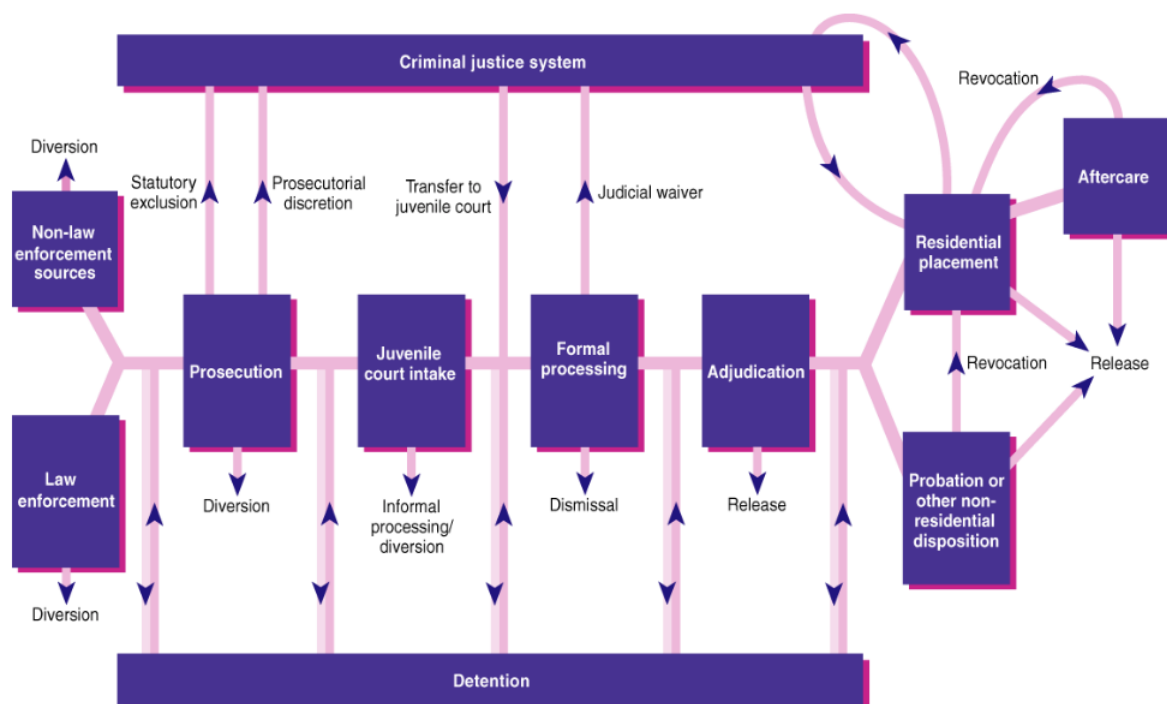 Criminal justice system
Revocation
Diversion
Aftercare
Statutory
exclusion
Prosecutorial
discretion
Transfer to
juvenile court
Judicial waiver
Non-law
enforcement
sources
Residential
placement
Prosecution
Juvenile
court intake
Formal
processing
Adjudication
Revocation
Release
Law
enforcement
Diversion
Informal
processing/
diversion
Dismissal
Release
Probation or
other non-
residential
disposition
Diversion
Detention